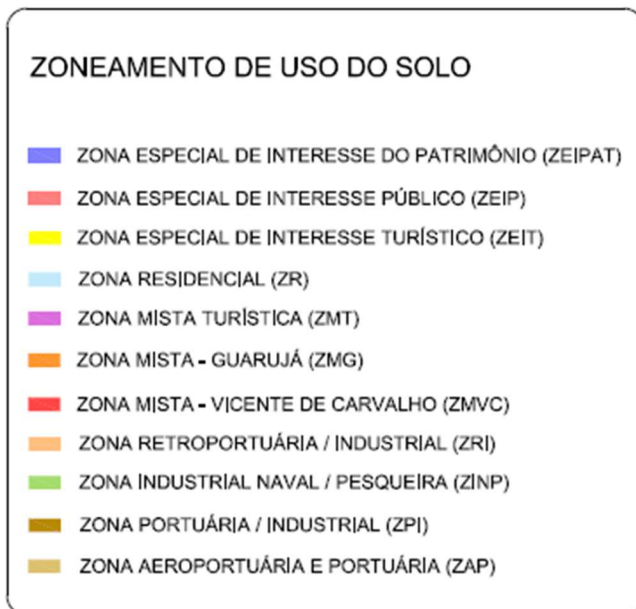 ZONEAMENTO DE USO DO SOLO
ZONA ESPECIAL DE INTERESSE DO PATRIMÔNIO (ZEIPAT)
ZONA ESPECIAL DE INTERESSE PÚBLICO (ZEIP)
ZONA ESPECIAL DE INTERESSE TURÍSTICO (ZEIT)
ZONA RESIDENCIAL (ZR)
ZONA MISTA TURÍSTICA (ZMT)
ZONA MISTA - GUARUJÁ (ZMG)
ZONA MISTA - VICENTE DE CARVALHO (ZMVC)
ZONA RETROPORTUÁRIA / INDUSTRIAL (ZRI)
ZONA INDUSTRIAL NAVAL / PESQUEIRA (ZINP)
ZONA PORTUÁRIA / INDUSTRIAL (ZPI)
ZONA AEROPORTUÁRIA E PORTUÁRIA (ZAP)